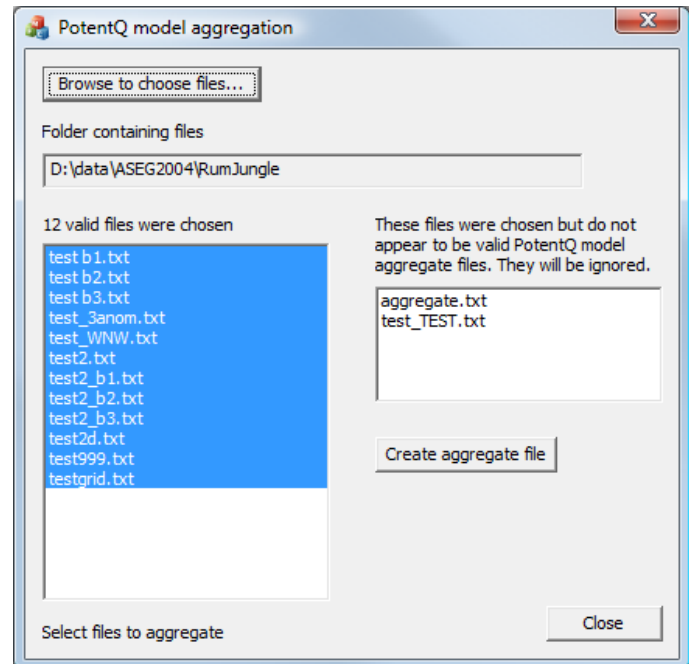 PotentQ model aggregation
Browse to choose files...
Folder containing files
D:\data\ASEG2004\RumJungle
12 valid files were chosen
test b1.txt
test b2.txt
test b3.txt
test_3anom.txt
test_WNW.txt
test2.txt
test2_b1.txt
test2_b2.txt
test2_b3.txt
test2d.txt
test999.txt
testgrid.txt
Select files to aggregate
These files were chosen but do not
appear to be valid PotentQ model
aggregate files. They will be ignored.
aggregate.txt
test_TEST.txt
Create aggregate file
Close